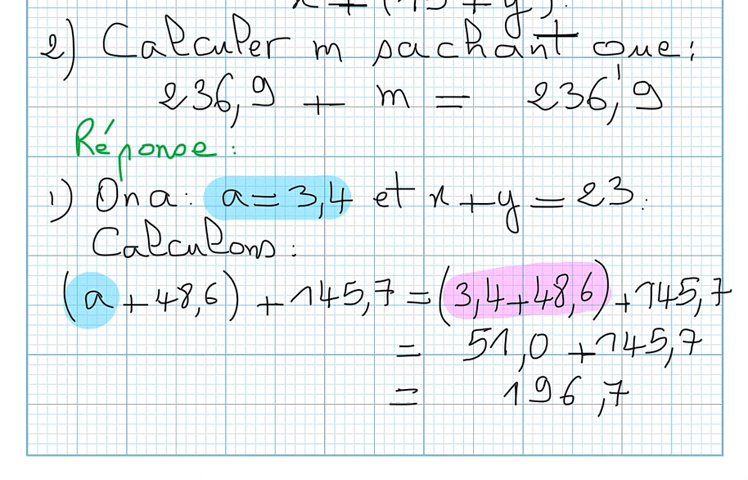 x + (45 + y).
2) Calculer m sachant que:
236,9 + m = 236,9
Réponse:
1) On a: a = 3,4 et x + y = 23.
Calculons:
(a + 48,6) + 145,7 = (3,4 + 48,6) + 145,7
= 51,0 + 145,7
= 196,7